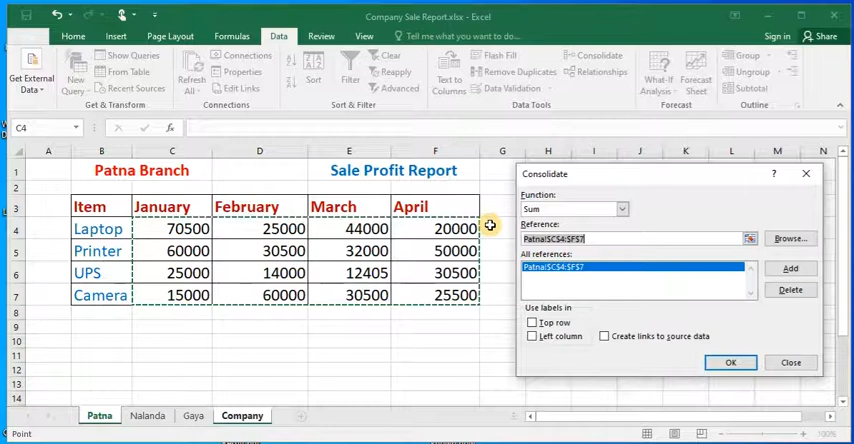 Company Sale Report.xlsx - Excel
Home Insert Page Layout Formulas Data Review View Tell me what you want to do... Sign in Share
Get External Data
New Query
Show Queries
From Table
Recent Sources
Get & Transform
Refresh All
Connections
Properties
Edit Links
Connections
Sort
Filter
Clear
Reapply
Advanced
Sort & Filter
Text to Columns
Flash Fill
Remove Duplicates
Data Validation
Consolidate
Relationships
Data Tools
What-If Analysis
Forecast Sheet
Forecast
Group
Ungroup
Subtotal
Outline
C4
fx
A B C D E F G H I J K L M N
1 Patna Branch Sale Profit Report
2
3 Item January February March April
4 Laptop 70500 25000 44000 20000
5 Printer 60000 30500 32000 50000
6 UPS 25000 14000 12405 30500
7 Camera 15000 60000 30500 25500
8
9
10
11
12
13
14
Consolidate
?
Function:
Sum
Reference:
Patna!$C$4:$F$7
Browse...
All references:
Patna!$C$4:$F$7
Add
Delete
Use labels in
Top row
Left column
Create links to source data
OK
Close
Patna Nalanda Gaya Company
Point
100%